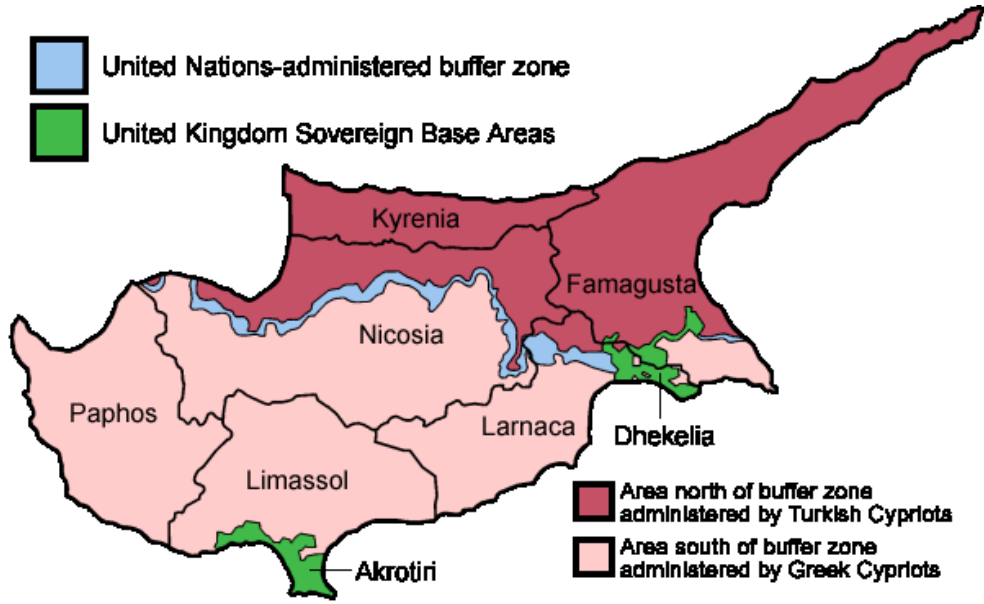 United Nations-administered buffer zone
United Kingdom Sovereign Base Areas
Kyrenia
Famagusta
Nicosia
Paphos
Larnaca
Dhekelia
Limassol
Akrotiri
Area north of buffer zone
administered by Turkish Cypriots
Area south of buffer zone
administered by Greek Cypriots